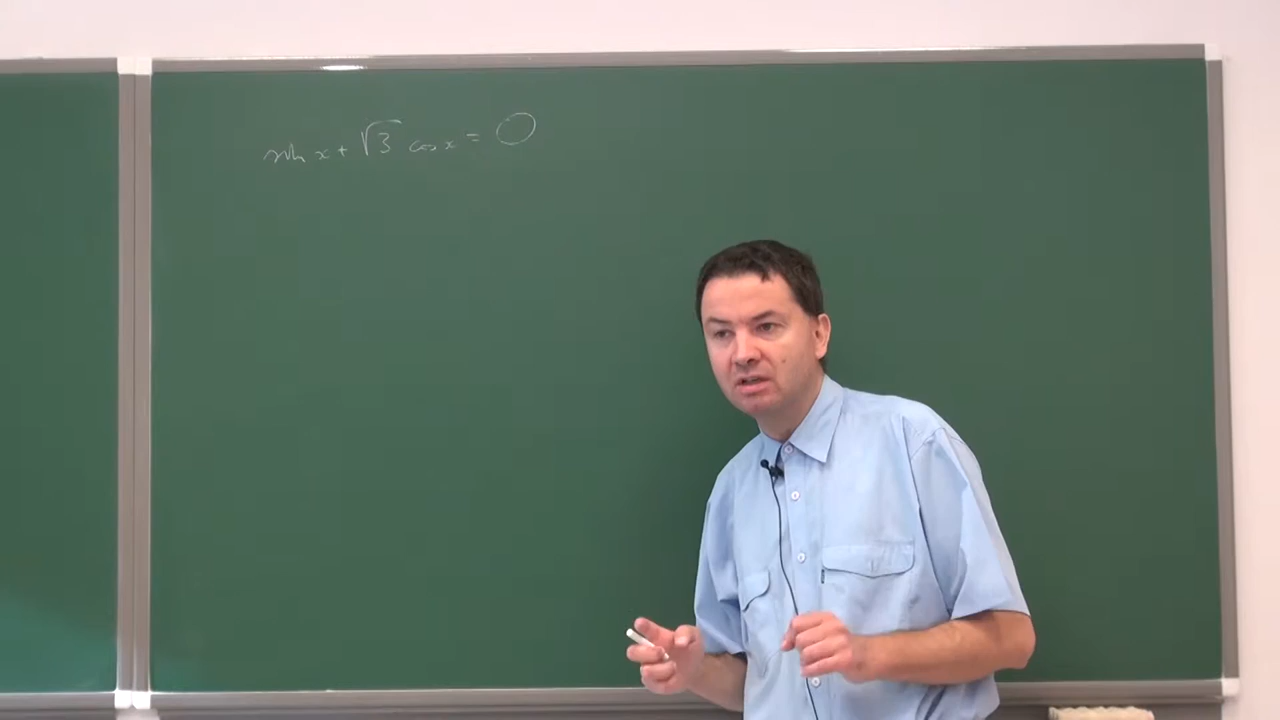 sin x + √3 cos x = 0